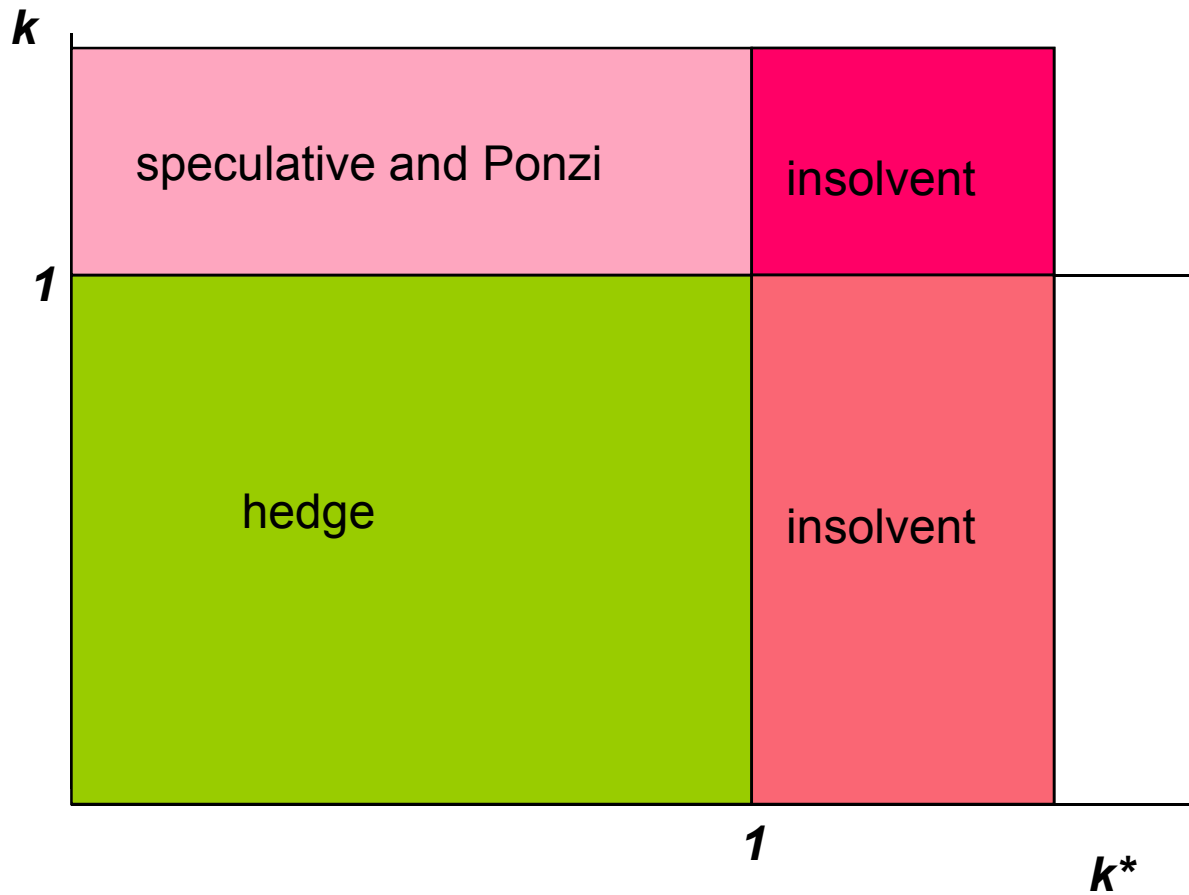 k
speculative and Ponzi
insolvent
1
hedge
insolvent
1
k*